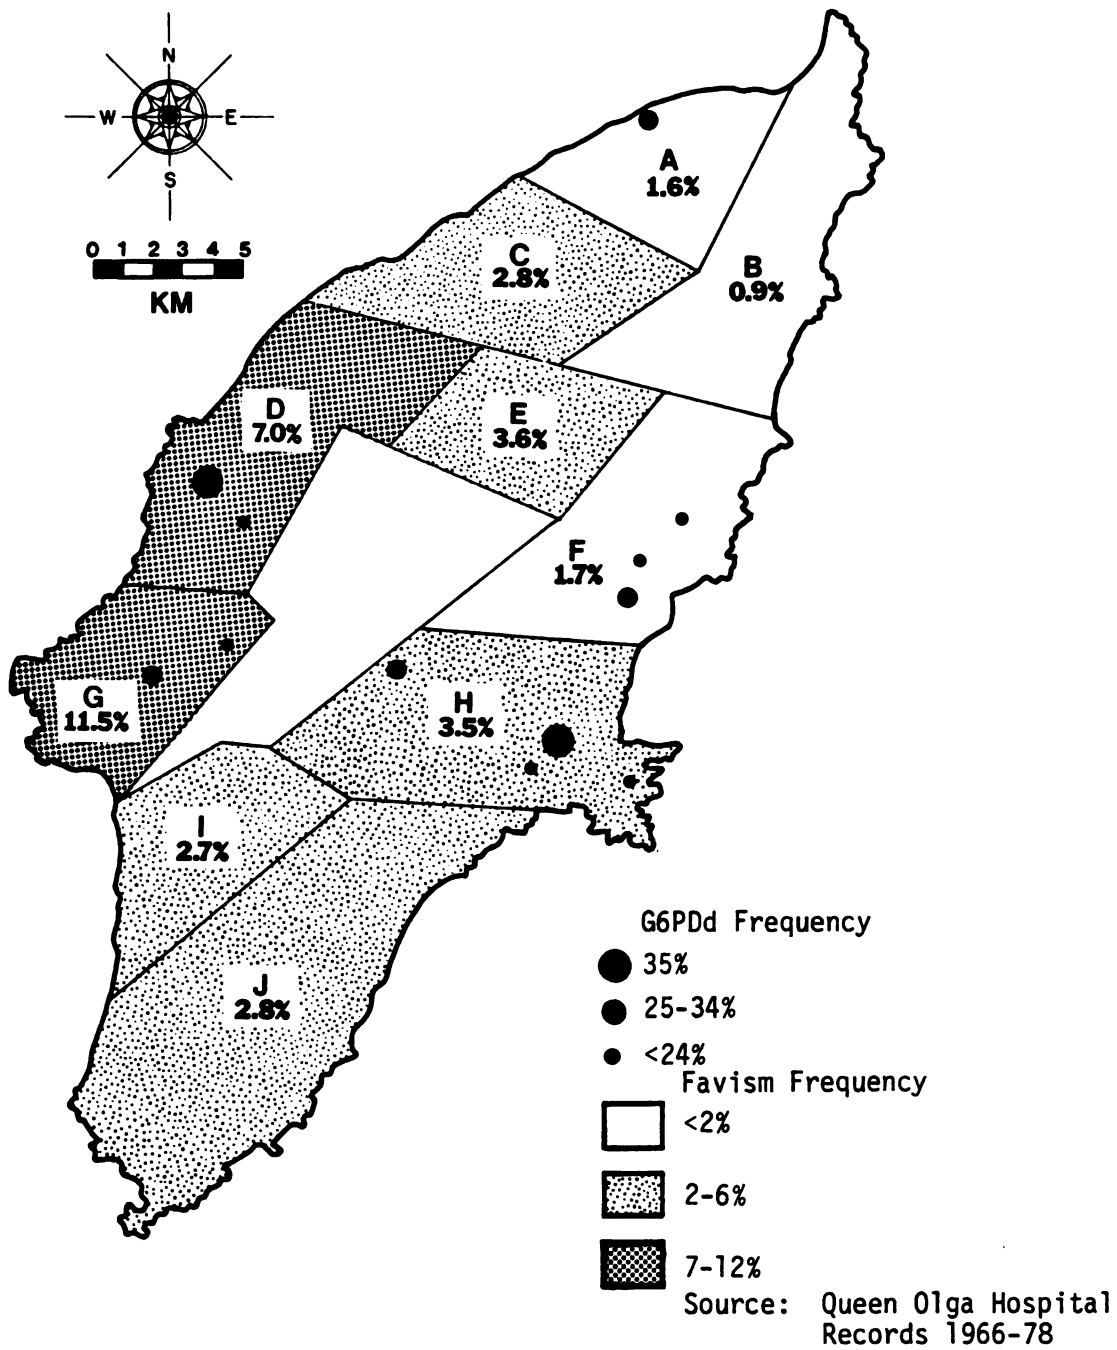 N
W E
S
0 1 2 3 4 5
KM
A
1.6%
B
0.9%
C
2.8%
D
7.0%
E
3.6%
F
1.7%
G
11.5%
H
3.5%
I
2.7%
J
2.8%
G6PDd Frequency
35%
25-34%
<24%
Favism Frequency
<2%
2-6%
7-12%
Source: Queen Olga Hospital
Records 1966-78